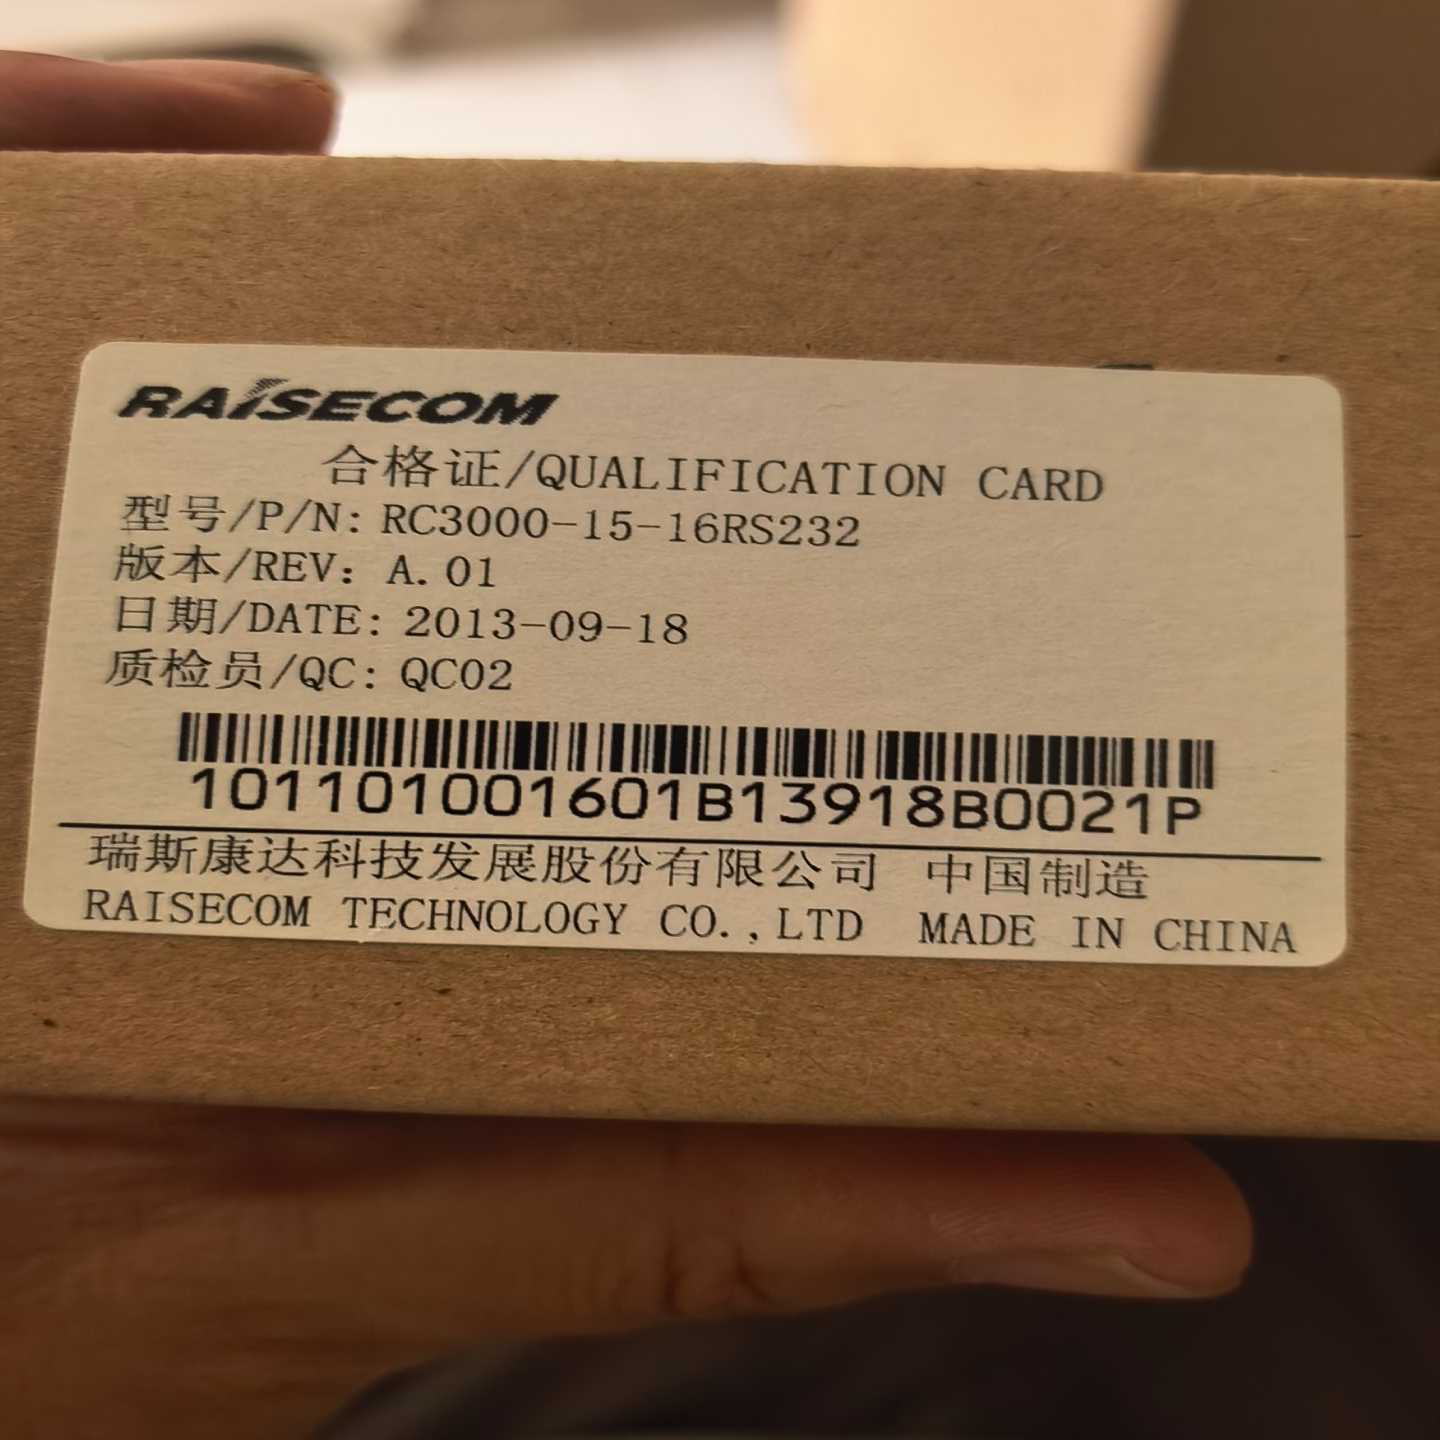 RAISECOM
合格证/QUALIFICATION CARD
型号/P/N: RC3000-15-16RS232
版本/REV: A.01
日期/DATE: 2013-09-18
质检员/QC: QC02
101101001601B13918B0021P
瑞斯康达科技发展股份有限公司 中国制造
RAISECOM TECHNOLOGY CO.,LTD MADE IN CHINA